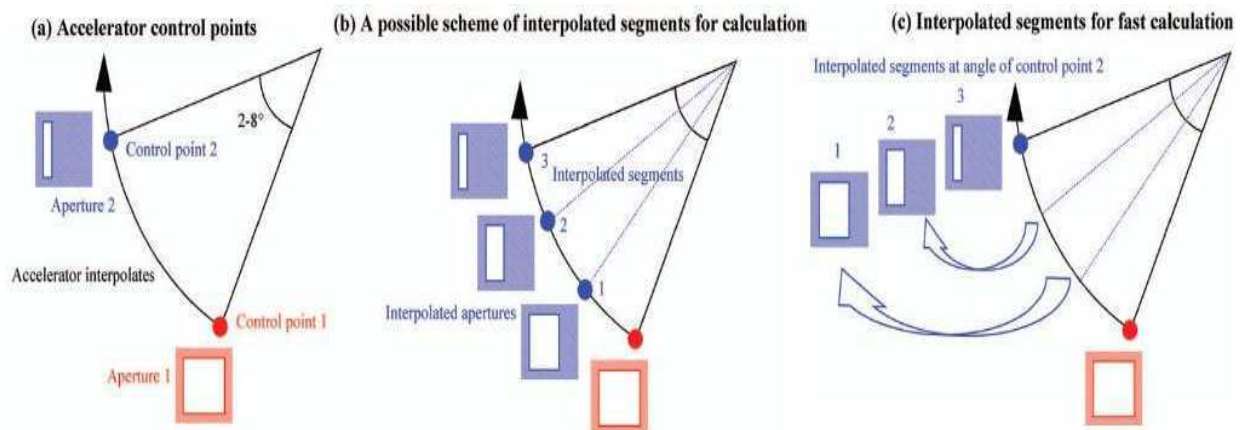 (a) Accelerator control points
2-8°
Control point 2
Aperture 2
Accelerator interpolates
Control point 1
Aperture 1
(b) A possible scheme of interpolated segments for calculation
3
Interpolated segments
2
1
Interpolated apertures
(c) Interpolated segments for fast calculation
Interpolated segments at angle of control point 2
3
2
1